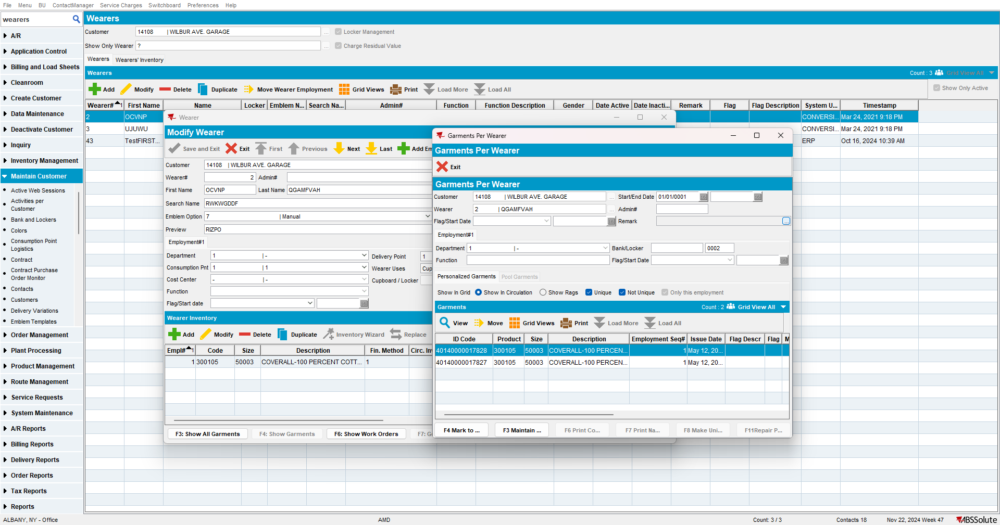 File Menu BU ContactManager Service Charges Switchboard Preferences Help
wearers
A/R
Application Control
Billing and Load Sheets
Cleanroom
Create Customer
Data Maintenance
Deactivate Customer
Inquiry
Inventory Management
Maintain Customer
Active Web Sessions
Activities per
Customer
Bank and Lockers
Colors
Consumption Point
Logistics
Contract
Contract Purchase
Order Monitor
Contacts
Customers
Delivery Variations
Emblem Templates
Order Management
Plant Processing
Product Management
Route Management
Service Requests
System Maintenance
A/R Reports
Billing Reports
Delivery Reports
Order Reports
Tax Reports
Reports
Wearers
Customer 14108 | WILBUR AVE. GARAGE ... Locker Management
Show Only Wearer ? ... Charge Residual Value
Wearers Wearers' Inventory
Wearers Count : 3 Grid View All
Add Modify Delete Duplicate Move Wearer Employment Grid Views Print Load More Load All Show Only Active
Wearer# 1 First Name Name Locker Emblem N... Search Na... Admin# Function Function Description Gender Date Active Date Inacti... Remark Flag Flag Description System U... Timestamp
2 OCVNP CONVERSI... Mar 24, 2021 9:18 PM
3 UJUWU CONVERSI... Mar 24, 2021 9:18 PM
43 TestFIRST... ERP Oct 16, 2024 10:39 AM
Wearer
Modify Wearer
Save and Exit Exit First Previous Next Last Add Em
Customer 14108 | WILBUR AVE. GARAGE
Wearer# 2 Admin#
First Name OCVNP Last Name QGAMFVAH
Search Name RWKWGDDF
Emblem Option 7 | Manual
Preview RIZPO
Employment#1
Department 1 | - Delivery Point 1
Consumption Pnt 1 | 1 Wearer Uses Cup
Cost Center - | - Cupboard / Locker
Function
Flag/Start date 16
Wearer Inventory
Add Modify Delete Duplicate Inventory Wizard Replace
Empl# 1 Code Size Description Fin. Method Circ. Inv
1 300105 50003 COVERALL-100 PERCENT COTT... 1
F3: Show All Garments F4: Show Garments F6: Show Work Orders F7: Ge
Garments Per Wearer
Garments Per Wearer
Exit
Garments Per Wearer
Customer 14108 | WILBUR AVE. GARAGE ... Start/End Date 01/01/0001 16 16
Wearer 2 | QGAMFVAH ... Admin#
Flag/Start Date 16 Remark ...
Employment#1
Department 1 | - Bank/Locker 0002
Function Flag/Start Date 16
Personalized Garments Pool Garments
Show In Grid Show In Circulation Show Rags Unique Not Unique Only this employment
Garments Count : 2 Grid View All
View Move Grid Views Print Load More Load All
ID Code Product Size Description Employment Seq# Issue Date Flag Descr Flag M
40140000017828 300105 50003 COVERALL-100 PERCEN... 1 May 12, 20...
40140000017827 300105 50003 COVERALL-100 PERCEN... 1 May 12, 20...
F4 Mark to ... F3 Maintain ... F6 Print Co... F7 Print Na... F8 Make Uni... F11Repair P...
ALBANY, NY - Office AMD Count: 3 / 3 Contacts 18 Nov 22, 2024 Week 47 ABSSolute